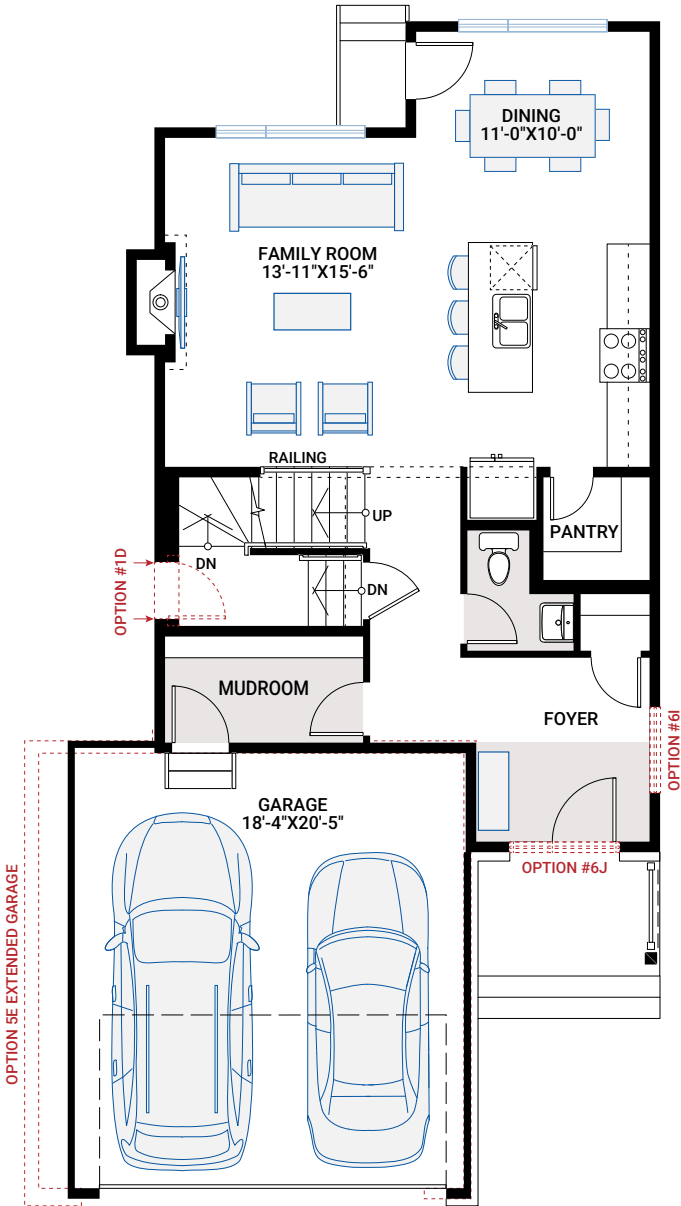 DINING
11'-0"X10'-0"
FAMILY ROOM
13'-11"X15'-6"
RAILING
UP
PANTRY
DN
DN
OPTION #1D
MUDROOM
FOYER
OPTION #6I
GARAGE
18'-4"X20'-5"
OPTION #6J
OPTION 5E EXTENDED GARAGE